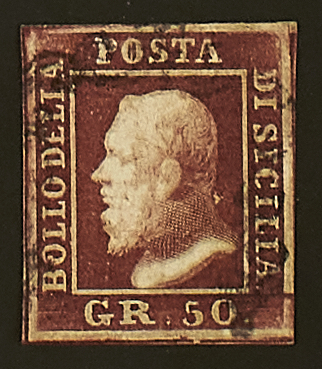 BOLLO DELLA
POSTA
DI SICILIA
GR. 50.